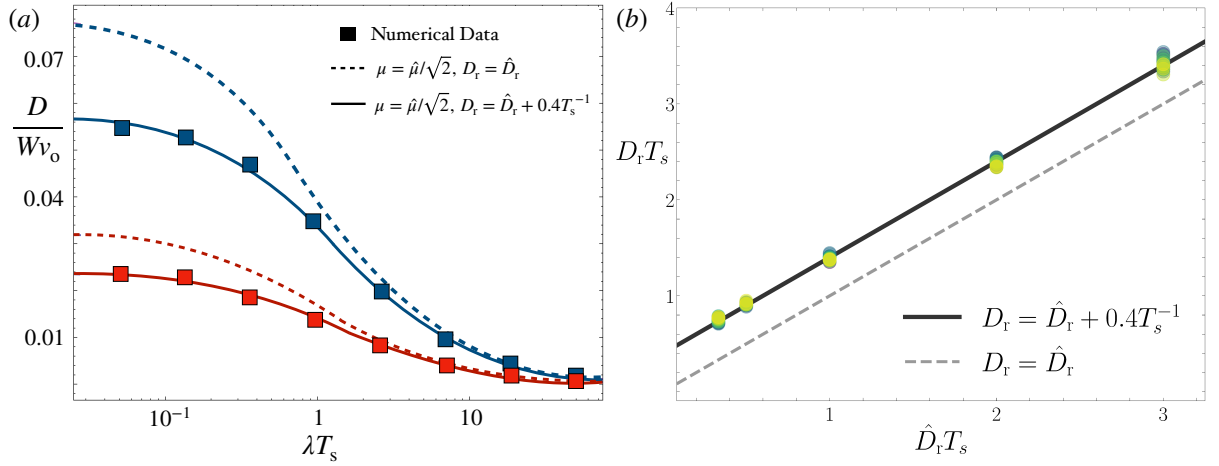 (a)
0.07
D
Wv₀
0.04
0.01
Numerical Data
μ = μ̂/√2, Dᵣ = D̂ᵣ
μ = μ̂/√2, Dᵣ = D̂ᵣ + 0.4Tₛ⁻¹
10⁻¹ 1 10
λTₛ
(b)
4
3
DᵣTₛ
2
1
Dᵣ = D̂ᵣ + 0.4Tₛ⁻¹
Dᵣ = D̂ᵣ
1 2 3
D̂ᵣTₛ